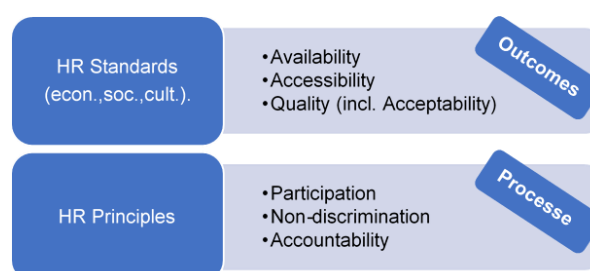 HR Standards
(econ.,soc.,cult.).
•Availability
•Accessibility
•Quality (incl. Acceptability)
Outcomes
HR Principles
•Participation
•Non-discrimination
•Accountability
Processe